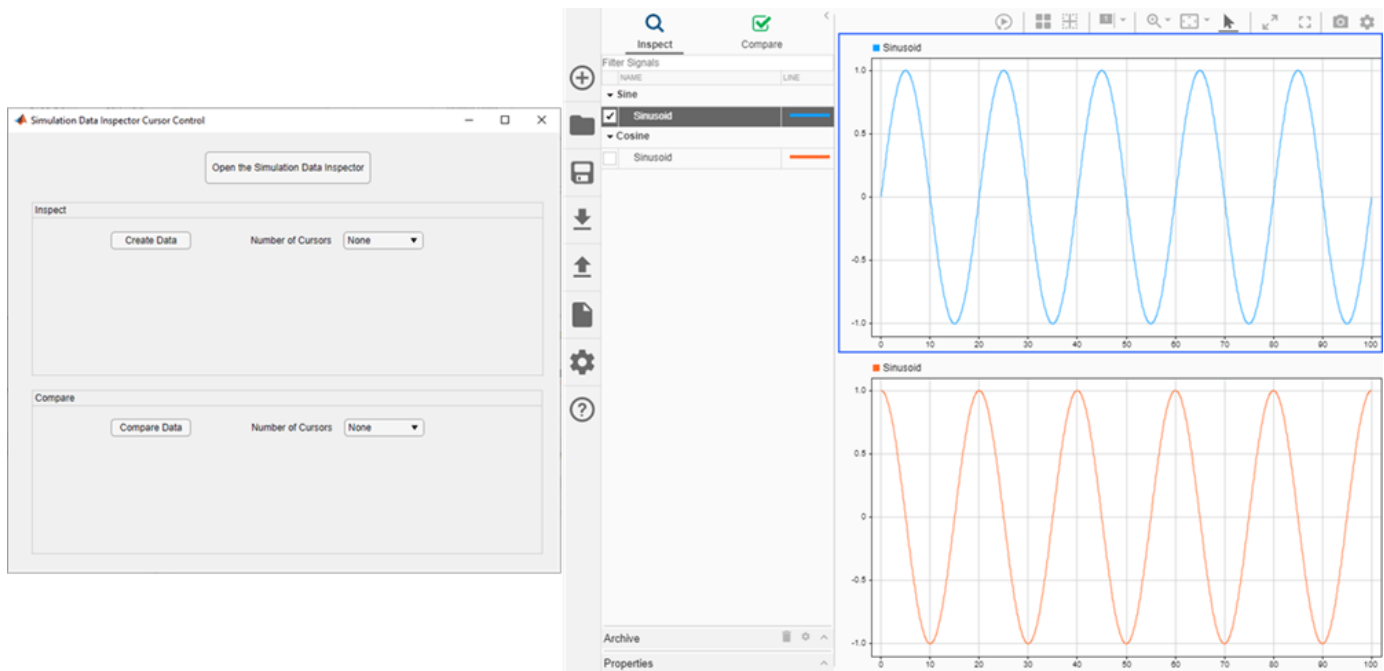 Simulation Data Inspector Cursor Control
Open the Simulation Data Inspector
Inspect
Create Data Number of Cursors None
Compare
Compare Data Number of Cursors None
Inspect Compare
Filter Signals
NAME LINE
Sine
Sinusoid
Cosine
Sinusoid
Archive
Properties
1
Sinusoid
1.0
0.5
0
-0.5
-1.0
0 10 20 30 40 50 60 70 80 90 100
Sinusoid
1.0
0.5
0
-0.5
-1.0
0 10 20 30 40 50 60 70 80 90 100